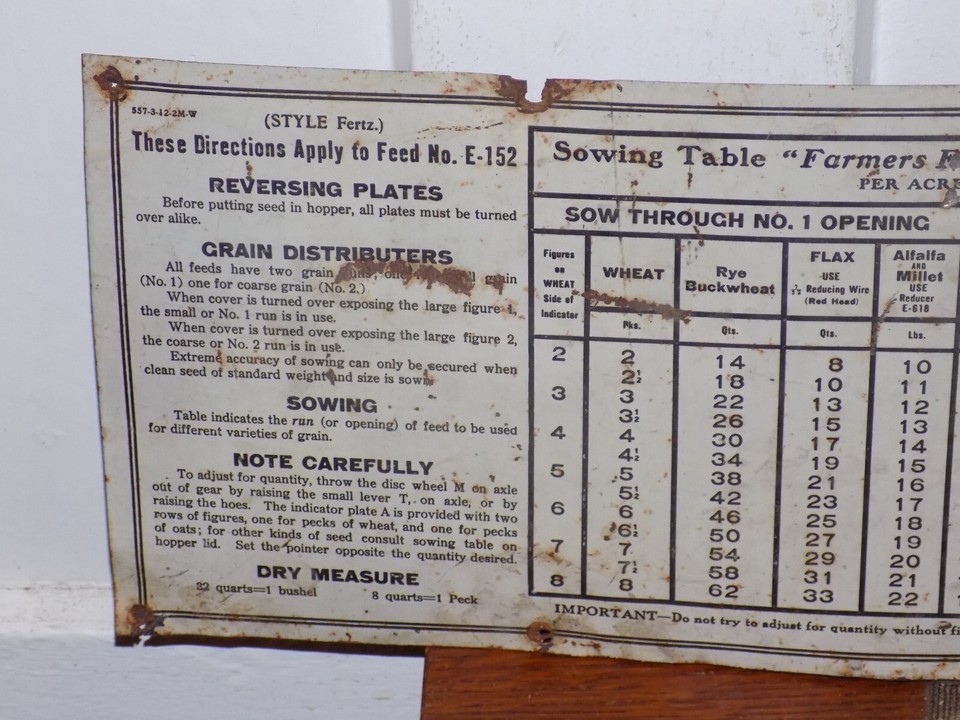 557-3-12-2M-W
(STYLE Fertz.)
These Directions Apply to Feed No. E-152
REVERSING PLATES
Before putting seed in hopper, all plates must be turned
over alike.
GRAIN DISTRIBUTERS
All feeds have two grain runs, one grain
(No. 1) one for coarse grain (No. 2.)
When cover is turned over exposing the large figure 1,
the small or No. 1 run is in use.
When cover is turned over exposing the large figure 2,
the coarse or No. 2 run is in use.
Extreme accuracy of sowing can only be secured when
clean seed of standard weight and size is sown.
SOWING
Table indicates the run (or opening) of feed to be used
for different varieties of grain.
NOTE CAREFULLY
To adjust for quantity, throw the disc wheel M on axle
out of gear by raising the small lever T, on axle, or by
raising the hoes. The indicator plate A is provided with two
rows of figures, one for pecks of wheat, and one for pecks
of oats; for other kinds of seed consult sowing table on
hopper lid. Set the pointer opposite the quantity desired.
DRY MEASURE
32 quarts=1 bushel 8 quarts=1 Peck
Sowing Table "Farmers F
PER ACRE
SOW THROUGH NO. 1 OPENING
Figures on WHEAT Side of Indicator
WHEAT
Rye Buckwheat
FLAX USE ½ Reducing Wire (Red Head)
Alfalfa AND Millet USE Reducer E-618
Pks. Qts. Qts. Lbs.
2 2 14 8 10
2½ 18 10 11
3 3 22 13 12
3½ 26 15 13
4 4 30 17 14
4½ 34 19 15
5 5 38 21 16
5½ 42 23 17
6 6 46 25 18
6½ 50 27 19
7 7 54 29 20
7½ 58 31 21
8 8 62 33 22
IMPORTANT—Do not try to adjust for quantity without fi